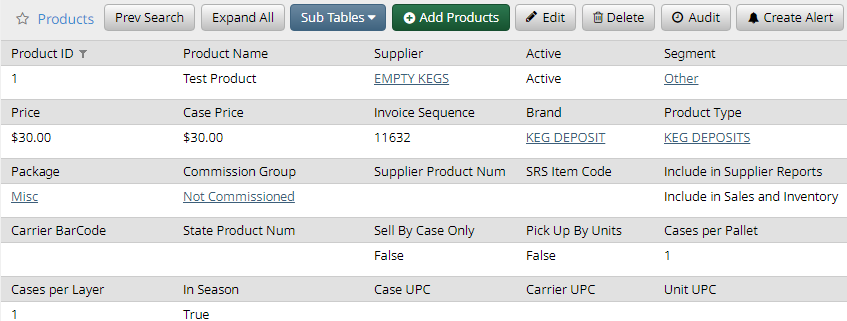 Products Prev Search Expand All Sub Tables Add Products Edit Delete Audit Create Alert
Product ID Product Name Supplier Active Segment
1 Test Product EMPTY KEGS Active Other
Price Case Price Invoice Sequence Brand Product Type
$30.00 $30.00 11632 KEG DEPOSIT KEG DEPOSITS
Package Commission Group Supplier Product Num SRS Item Code Include in Supplier Reports
Misc Not Commissioned Include in Sales and Inventory
Carrier BarCode State Product Num Sell By Case Only Pick Up By Units Cases per Pallet
False False 1
Cases per Layer In Season Case UPC Carrier UPC Unit UPC
1 True